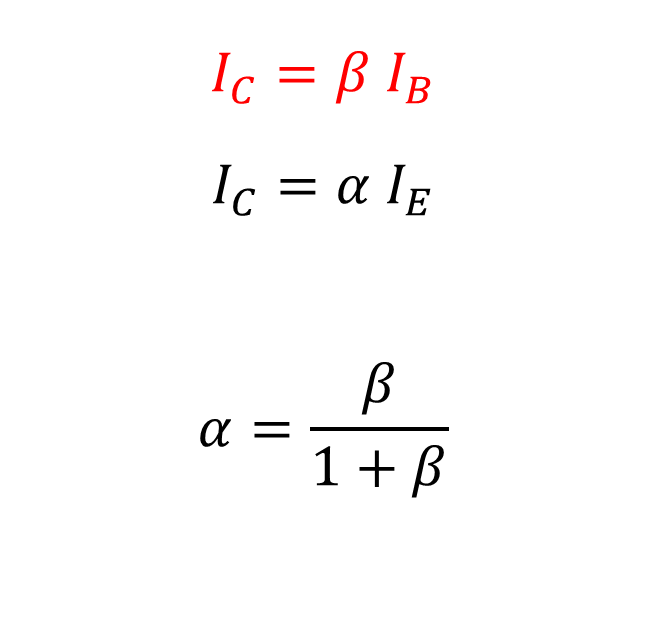 I_C = β I_B
I_C = α I_E
α = β / (1 + β)